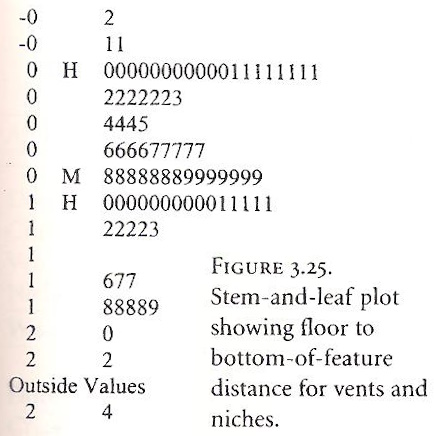 -0 2
-0 11
0 H 0000000000011111111
0 2222223
0 4445
0 666677777
0 M 88888889999999
1 H 000000000011111
1 22223
1
1 677
1 88889
2 0
2 2
Outside Values
2 4
FIGURE 3.25.
Stem-and-leaf plot
showing floor to
bottom-of-feature
distance for vents and
niches.